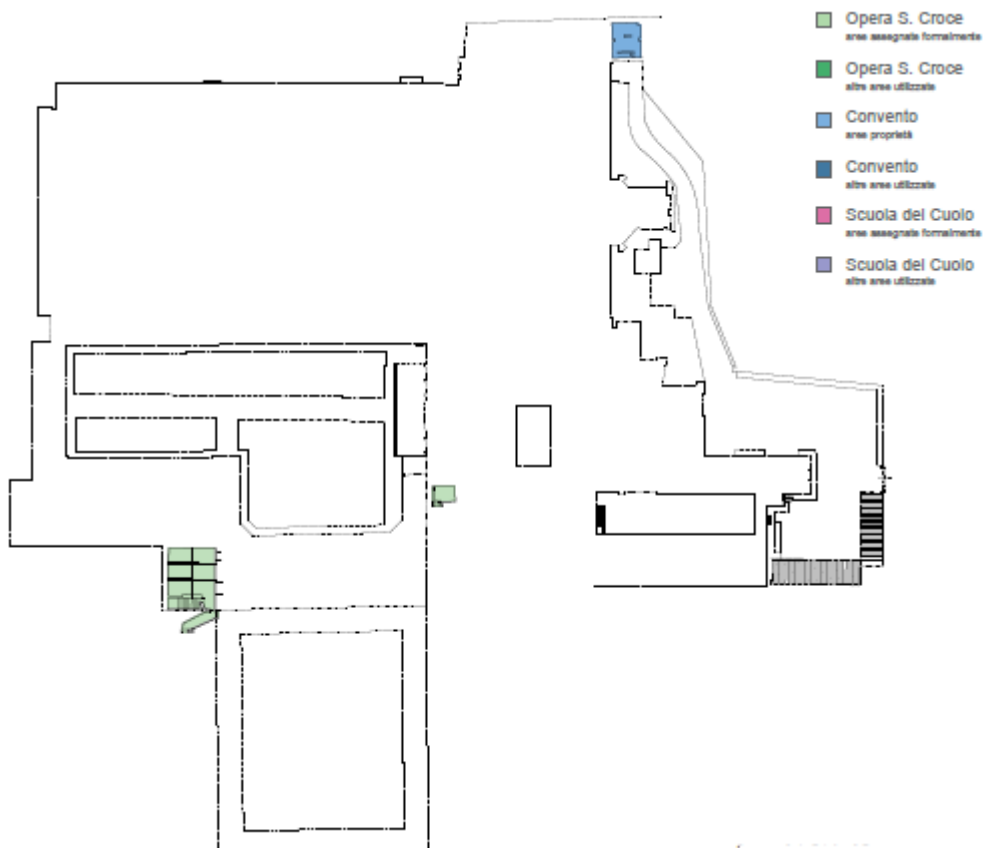 Opera S. Croce
aree assegnate formalmente
Opera S. Croce
altre aree utilizzate
Convento
aree proprietà
Convento
altre aree utilizzate
Scuola del Cuoio
aree assegnate formalmente
Scuola del Cuoio
altre aree utilizzate